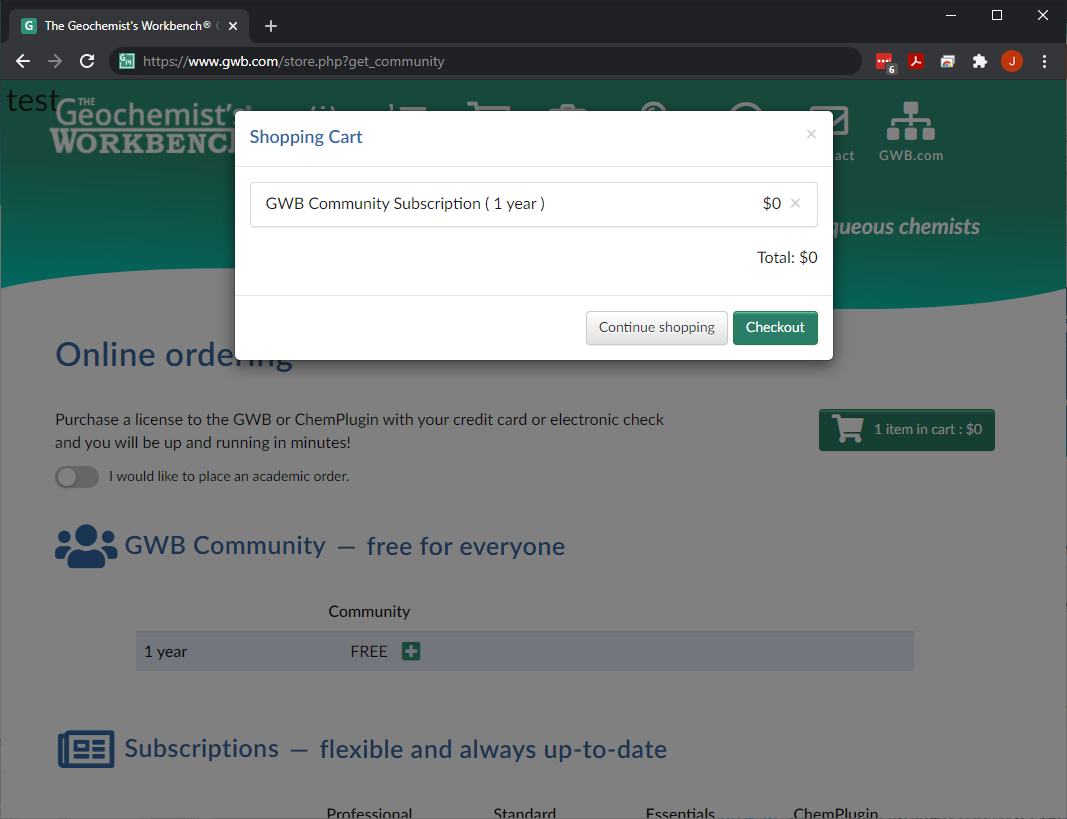 The Geochemist's Workbench®
https://www.gwb.com/store.php?get_community
6
J
test
THE
Geochemist's
WORKBENCH
GWB.com
Shopping Cart
×
GWB Community Subscription ( 1 year )
$0 ×
Total: $0
Continue shopping
Checkout
queous chemists
Online ordering
Purchase a license to the GWB or ChemPlugin with your credit card or electronic check
and you will be up and running in minutes!
1 item in cart : $0
I would like to place an academic order.
GWB Community — free for everyone
Community
1 year
FREE
Subscriptions — flexible and always up-to-date
Professional
Standard
Essentials
ChemPlugin